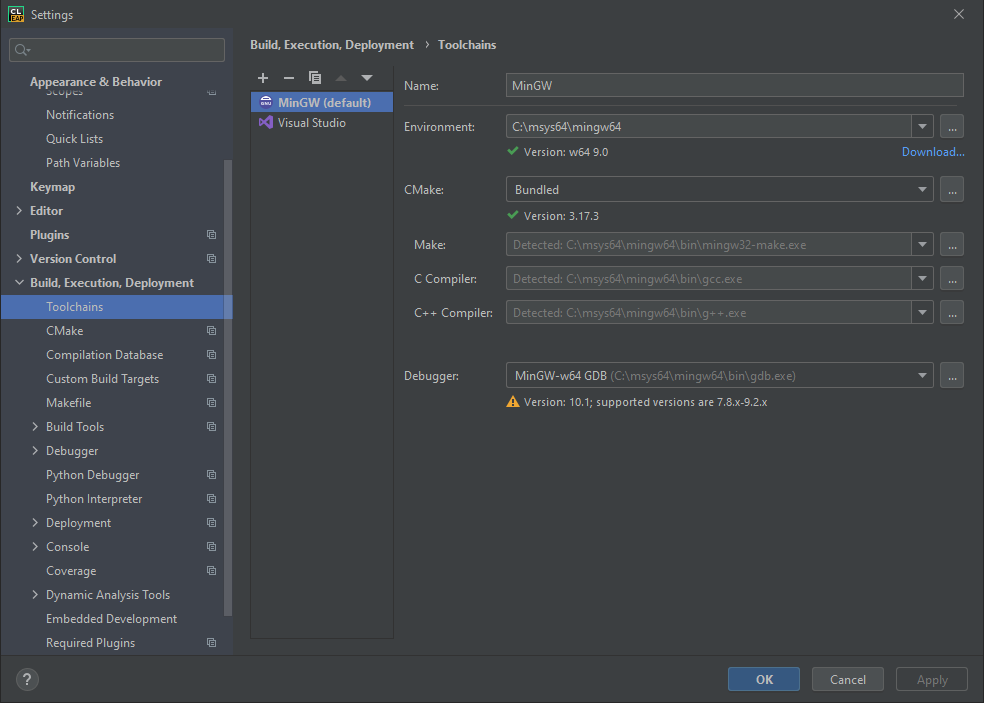 Settings
Build, Execution, Deployment › Toolchains
Appearance & Behavior
Scopes
Notifications
Quick Lists
Path Variables
Keymap
Editor
Plugins
Version Control
Build, Execution, Deployment
Toolchains
CMake
Compilation Database
Custom Build Targets
Makefile
Build Tools
Debugger
Python Debugger
Python Interpreter
Deployment
Console
Coverage
Dynamic Analysis Tools
Embedded Development
Required Plugins
MinGW (default)
Visual Studio
Name: MinGW
Environment: C:\msys64\mingw64 ...
Version: w64 9.0 Download...
CMake: Bundled ...
Version: 3.17.3
Make: Detected: C:\msys64\mingw64\bin\mingw32-make.exe ...
C Compiler: Detected: C:\msys64\mingw64\bin\gcc.exe ...
C++ Compiler: Detected: C:\msys64\mingw64\bin\g++.exe ...
Debugger: MinGW-w64 GDB (C:\msys64\mingw64\bin\gdb.exe) ...
Version: 10.1; supported versions are 7.8.x-9.2.x
? OK Cancel Apply